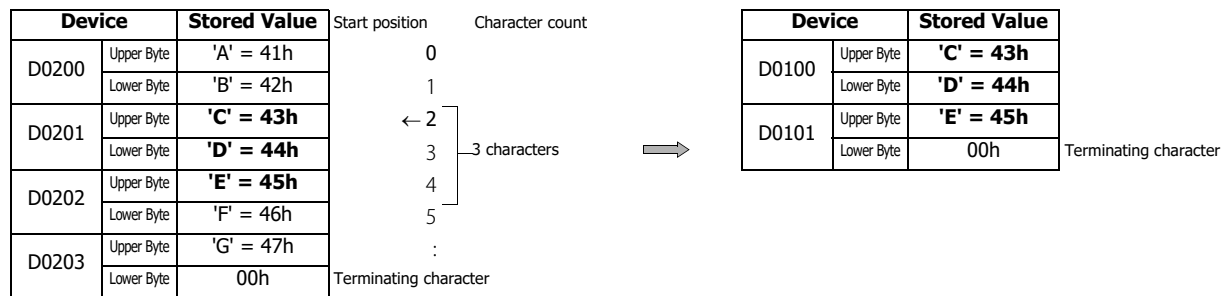 Device Stored Value Start position Character count
D0200 Upper Byte 'A' = 41h 0
Lower Byte 'B' = 42h 1
D0201 Upper Byte 'C' = 43h ← 2
Lower Byte 'D' = 44h 3 3 characters
D0202 Upper Byte 'E' = 45h 4
Lower Byte 'F' = 46h 5
D0203 Upper Byte 'G' = 47h :
Lower Byte 00h Terminating character
Device Stored Value
D0100 Upper Byte 'C' = 43h
Lower Byte 'D' = 44h
D0101 Upper Byte 'E' = 45h
Lower Byte 00h Terminating character